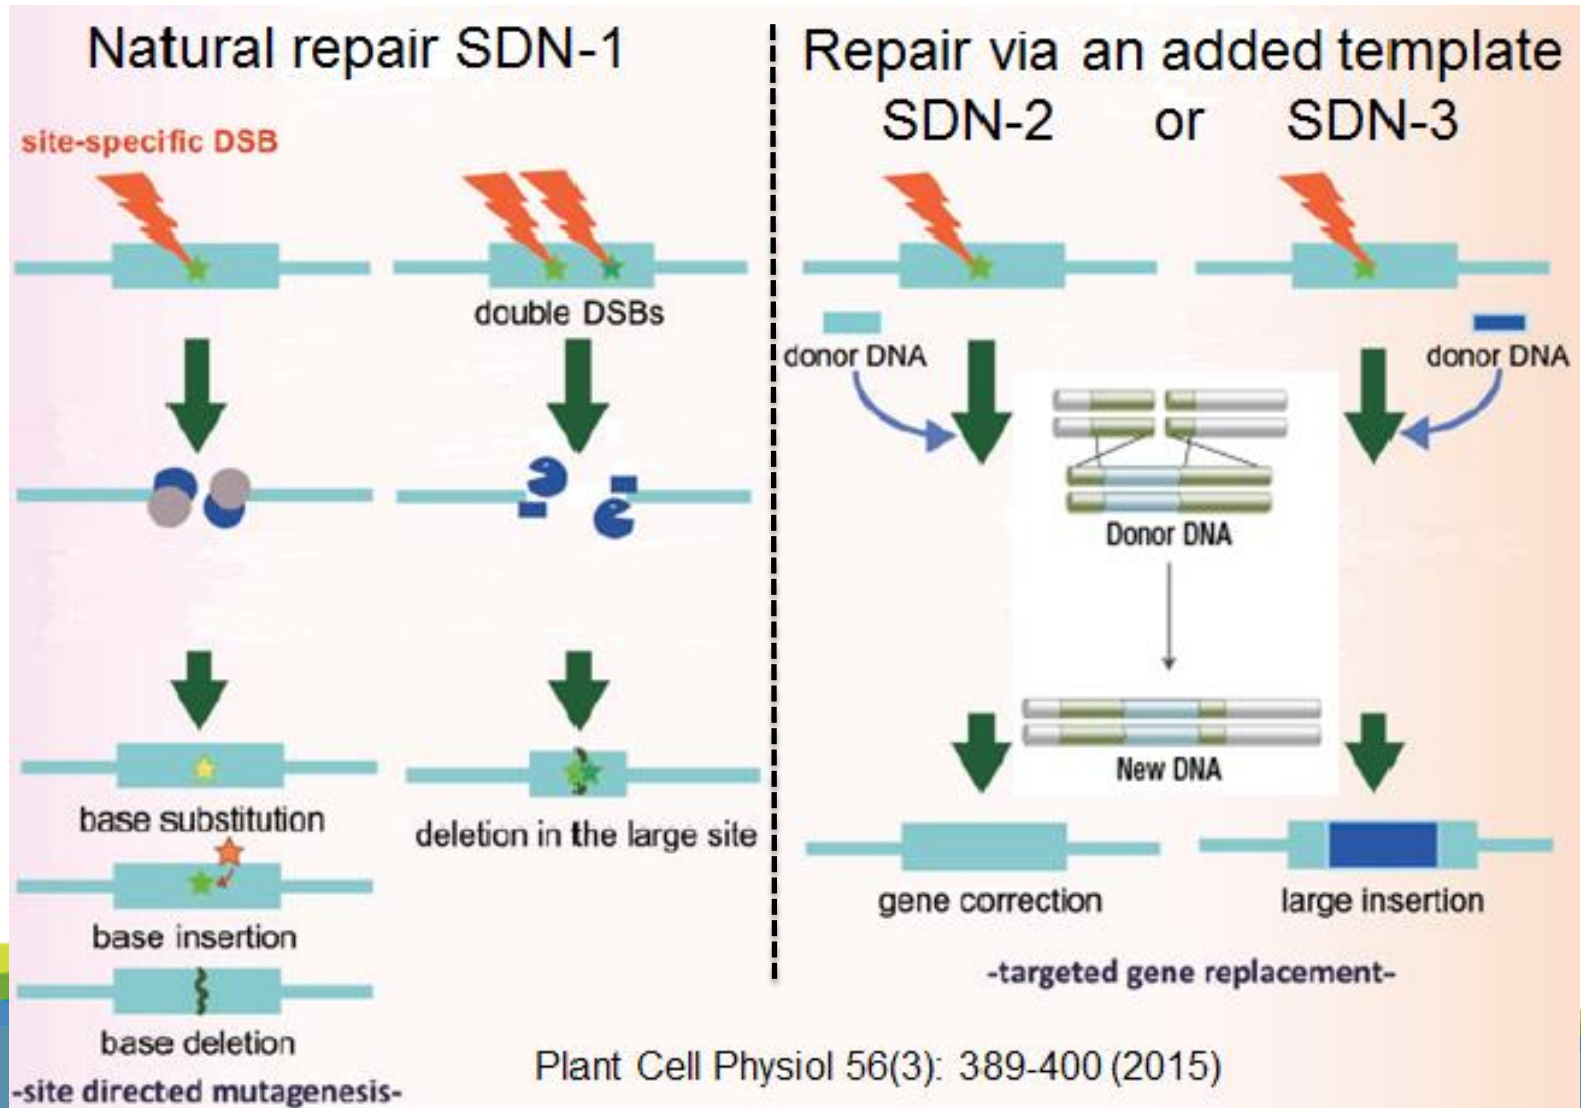 Natural repair SDN-1
site-specific DSB
double DSBs
base substitution
base insertion
base deletion
-site directed mutagenesis-
deletion in the large site
Repair via an added template
SDN-2 or SDN-3
donor DNA
donor DNA
Donor DNA
New DNA
gene correction
large insertion
-targeted gene replacement-
Plant Cell Physiol 56(3): 389-400 (2015)